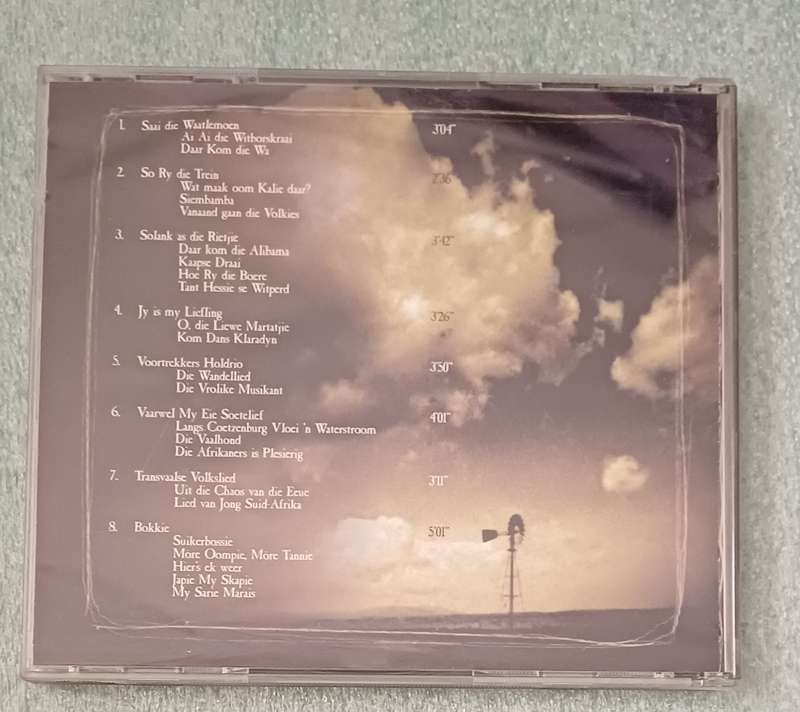 1. Saai die Waatlemoen 3'04"
Ai Ai die Witborskraai
Daar Kom die Wa
2. So Ry die Trein 2'36"
Wat maak oom Kalie daar?
Siembamba
Vanaand gaan die Volkies
3. Solank as die Rietjie 3'42"
Daar kom die Alibama
Kaapse Draai
Hoe Ry die Boere
Tant Hessie se Witperd
4. Jy is my Liefling 3'26"
O, die Liewe Martatjie
Kom Dans Klaradyn
5. Voortrekkers Holdrio 3'50"
Die Wandellied
Die Vrolike Musikant
6. Vaarwel My Eie Soetelief 4'01"
Langs Coetzenburg Vloei 'n Waterstroom
Die Vaalhond
Die Afrikaners is Plesierig
7. Transvaalse Volkslied 3'11"
Uit die Chaos van die Eeue
Lied van Jong Suid-Afrika
8. Bokkie 5'01"
Suikerbossie
Môre Oompie, Môre Tannie
Hier's ek weer
Japie My Skapie
My Sarie Marais